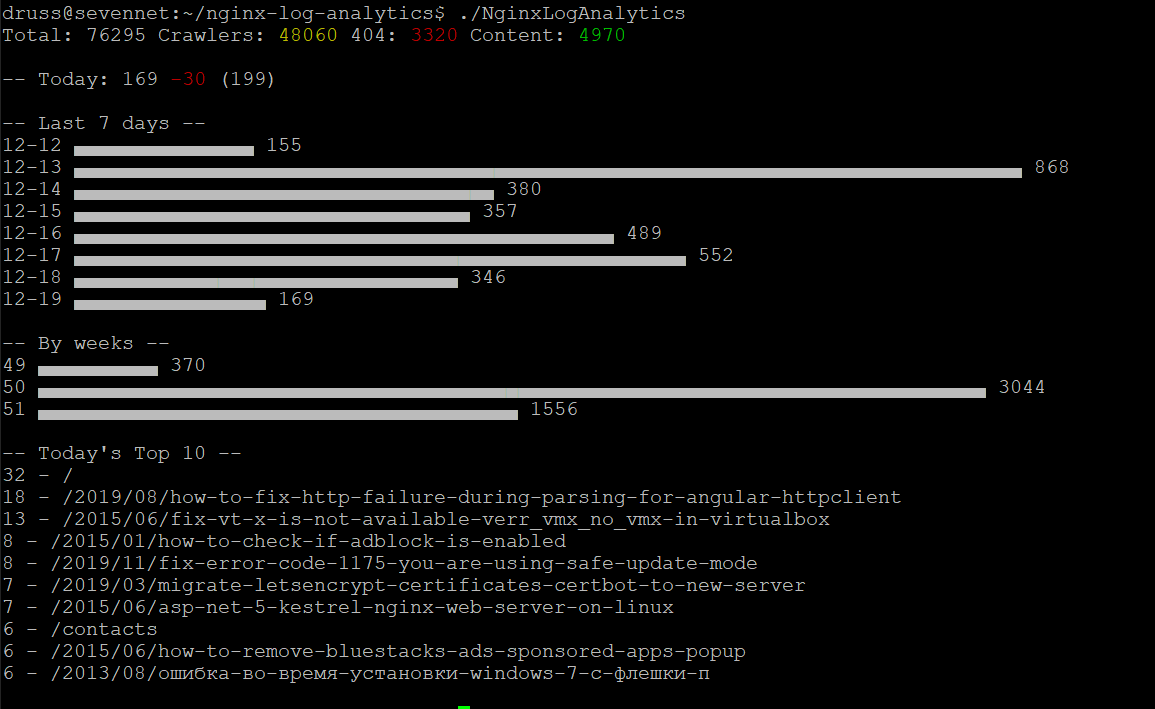 druss@sevennet:~/nginx-log-analytics$ ./NginxLogAnalytics
Total: 76295 Crawlers: 48060 404: 3320 Content: 4970
-- Today: 169 -30 (199)
-- Last 7 days --
12-12 155
12-13 868
12-14 380
12-15 357
12-16 489
12-17 552
12-18 346
12-19 169
-- By weeks --
49 370
50 3044
51 1556
-- Today's Top 10 --
32 - /
18 - /2019/08/how-to-fix-http-failure-during-parsing-for-angular-httpclient
13 - /2015/06/fix-vt-x-is-not-available-verr_vmx_no_vmx-in-virtualbox
8 - /2015/01/how-to-check-if-adblock-is-enabled
8 - /2019/11/fix-error-code-1175-you-are-using-safe-update-mode
7 - /2019/03/migrate-letsencrypt-certificates-certbot-to-new-server
7 - /2015/06/asp-net-5-kestrel-nginx-web-server-on-linux
6 - /contacts
6 - /2015/06/how-to-remove-bluestacks-ads-sponsored-apps-popup
6 - /2013/08/ошибка-во-время-установки-windows-7-с-флешки-п